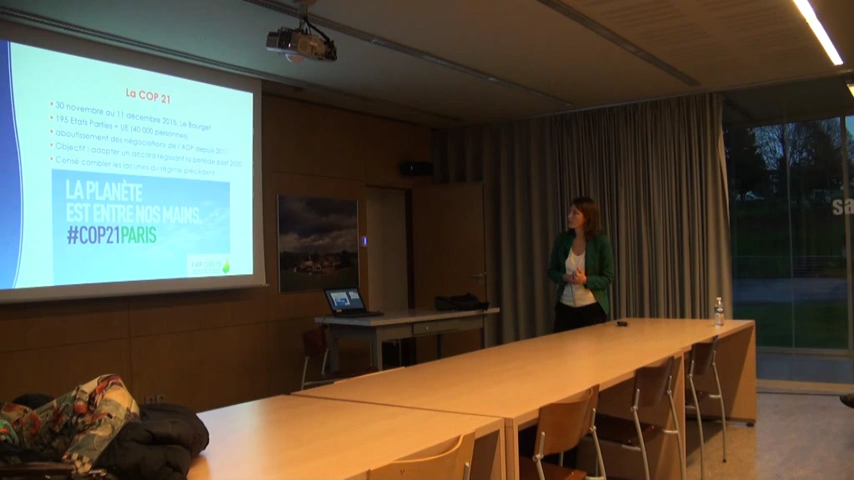 La COP 21
• 30 novembre au 11 décembre 2015, Le Bourget
• 195 Etats Parties + UE (40 000 personnes)
• aboutissement des négociations de l'ADP depuis 2011
• Objectif : adopter un accord régissant la période post 2020
• Censé combler les lacunes du régime précédent
LA PLANÈTE
EST ENTRE NOS MAINS.
#COP21PARIS
sa